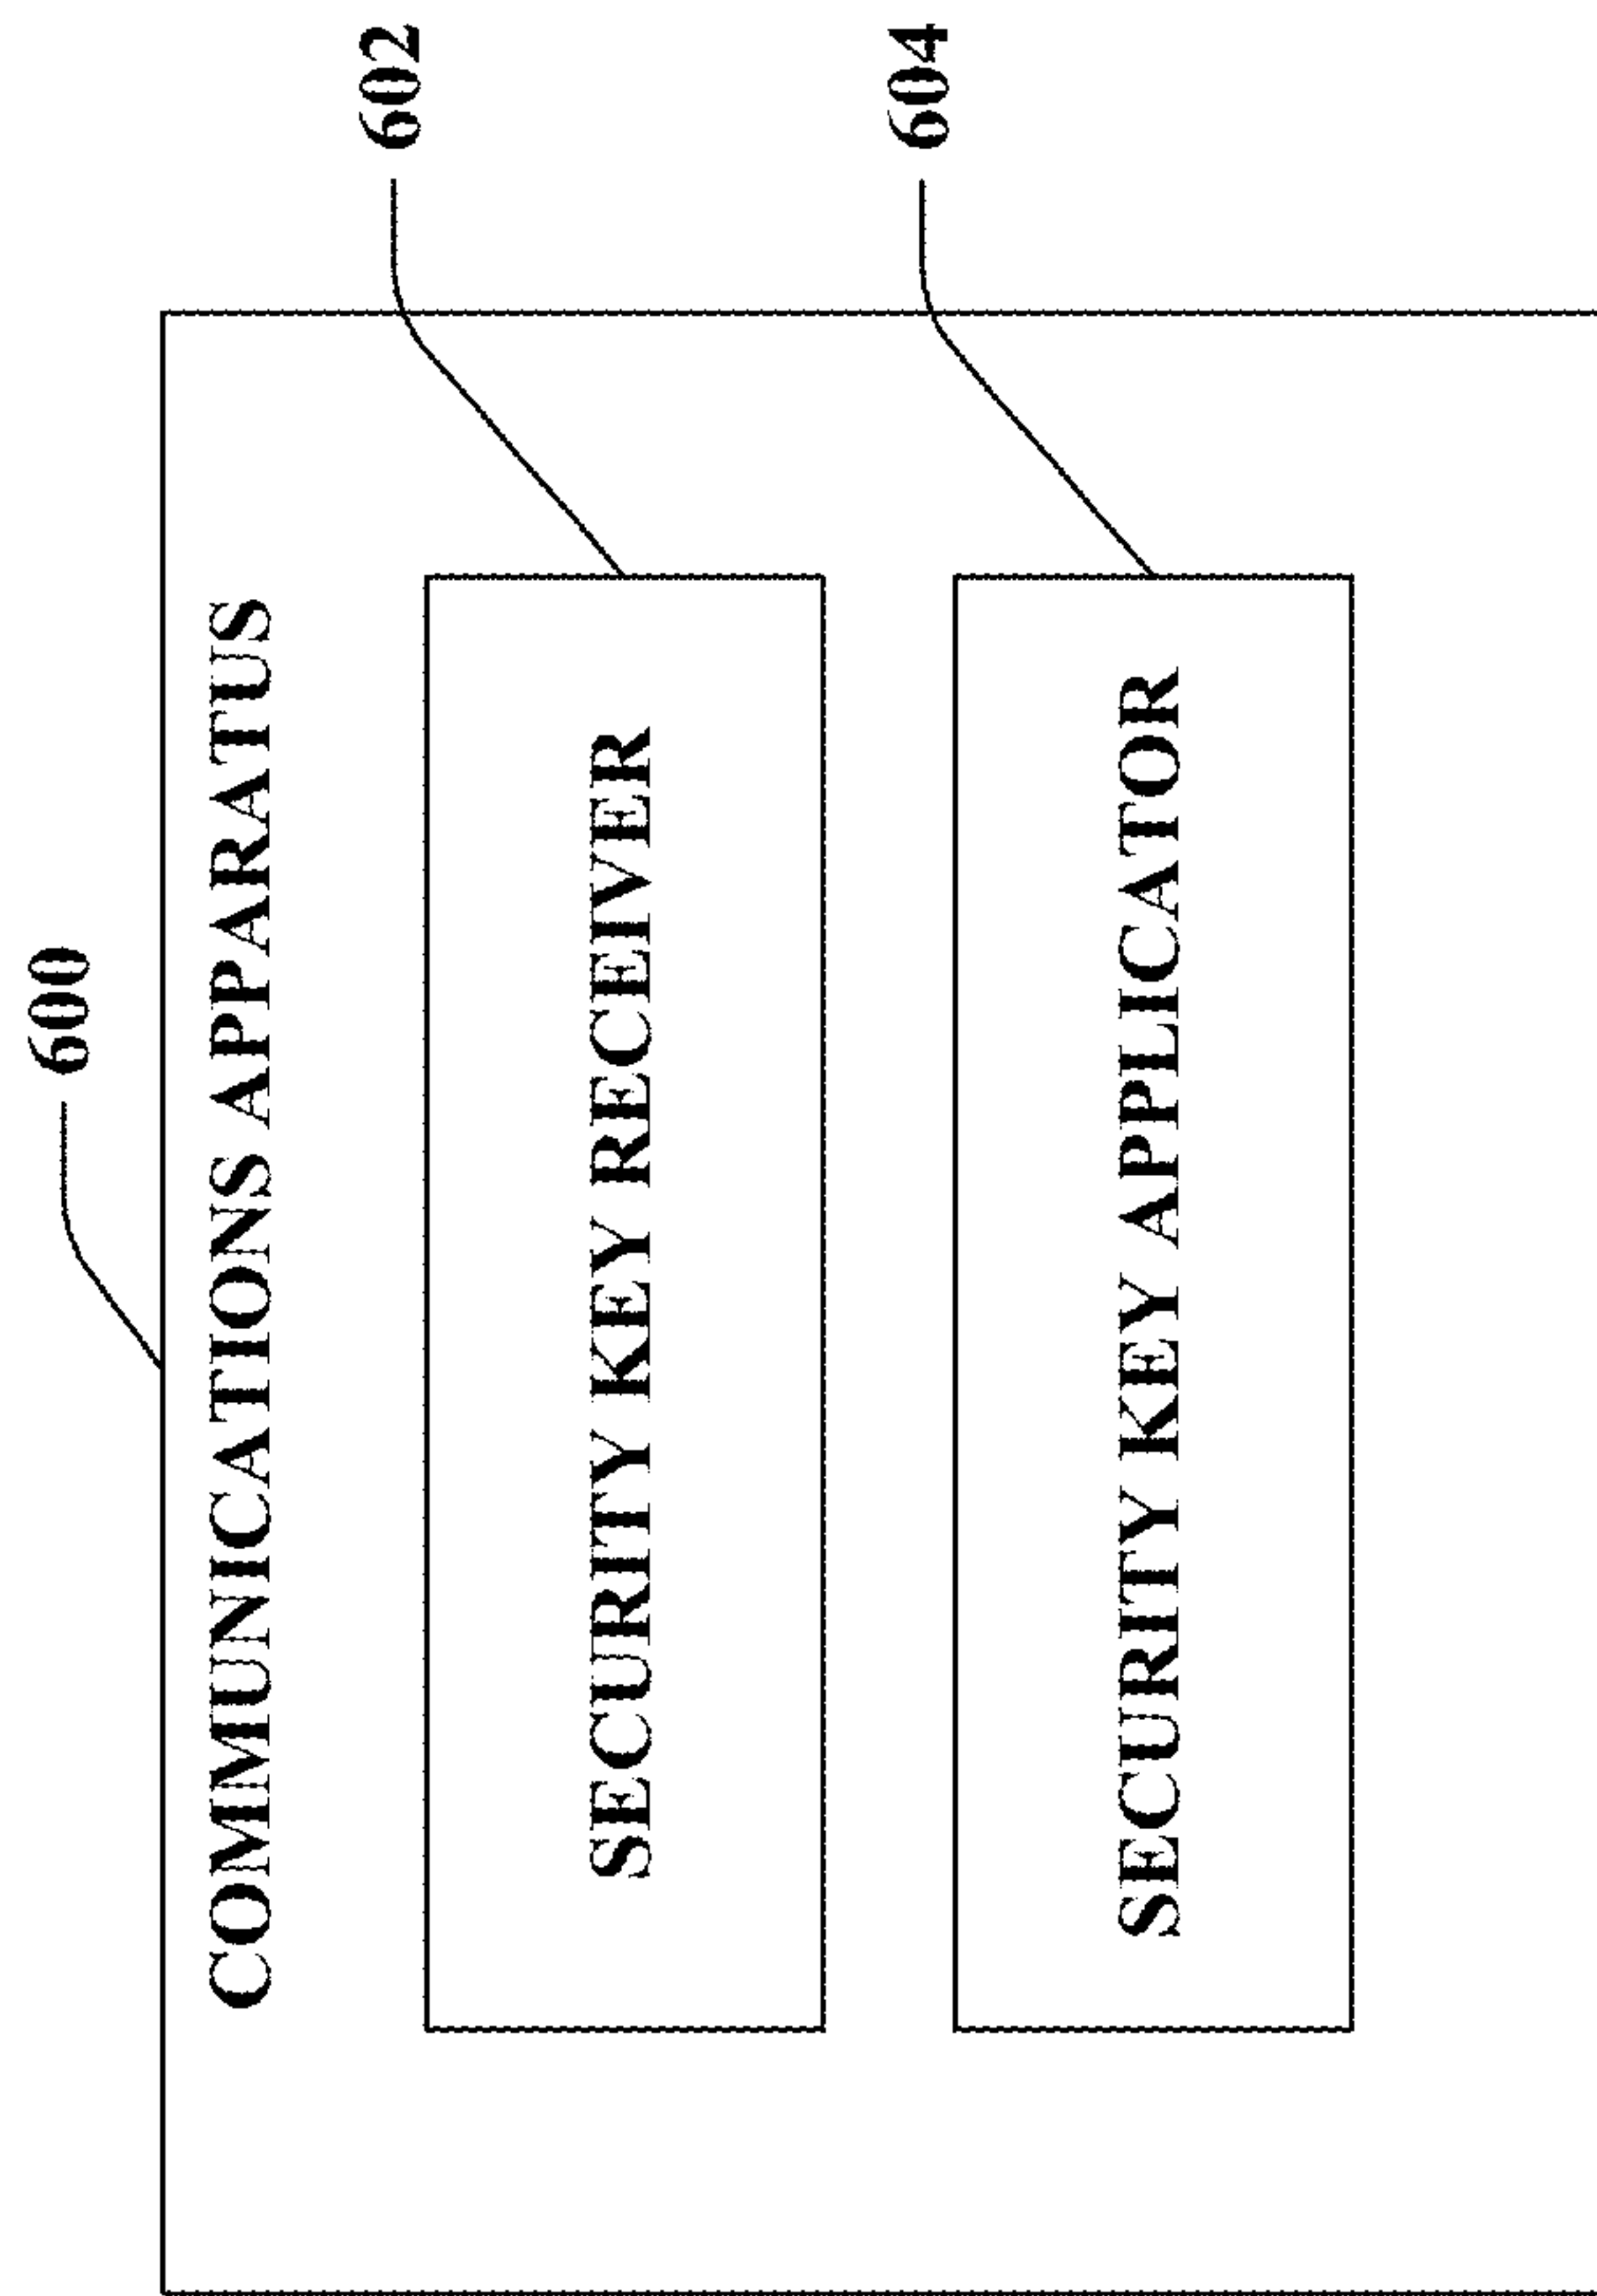 600
COMMUNICATIONS APPARATUS
602
SECURITY KEY RECEIVER
604
SECURITY KEY APPLICATOR